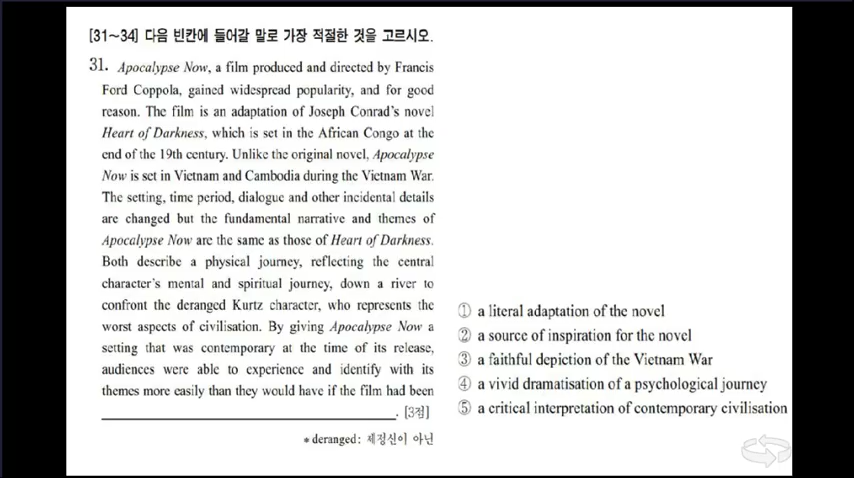 [31~34] 다음 빈칸에 들어갈 말로 가장 적절한 것을 고르시오.
31. Apocalypse Now, a film produced and directed by Francis
Ford Coppola, gained widespread popularity, and for good
reason. The film is an adaptation of Joseph Conrad's novel
Heart of Darkness, which is set in the African Congo at the
end of the 19th century. Unlike the original novel, Apocalypse
Now is set in Vietnam and Cambodia during the Vietnam War.
The setting, time period, dialogue and other incidental details
are changed but the fundamental narrative and themes of
Apocalypse Now are the same as those of Heart of Darkness.
Both describe a physical journey, reflecting the central
character's mental and spiritual journey, down a river to
confront the deranged Kurtz character, who represents the
worst aspects of civilisation. By giving Apocalypse Now a
setting that was contemporary at the time of its release,
audiences were able to experience and identify with its
themes more easily than they would have if the film had been
. [3점]
* deranged: 제정신이 아닌
① a literal adaptation of the novel
② a source of inspiration for the novel
③ a faithful depiction of the Vietnam War
④ a vivid dramatisation of a psychological journey
⑤ a critical interpretation of contemporary civilisation